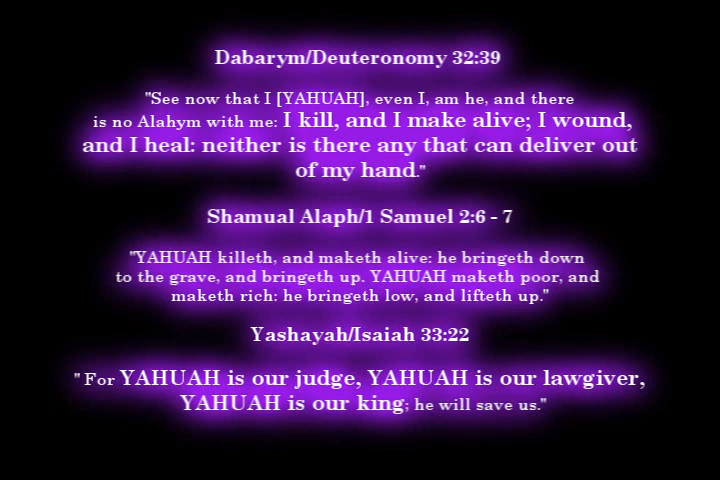 Dabarym/Deuteronomy 32:39
"See now that I [YAHUAH], even I, am he, and there
is no Alahym with me: I kill, and I make alive; I wound,
and I heal: neither is there any that can deliver out
of my hand."
Shamual Alaph/1 Samuel 2:6 - 7
"YAHUAH killeth, and maketh alive: he bringeth down
to the grave, and bringeth up. YAHUAH maketh poor, and
maketh rich: he bringeth low, and lifteth up."
Yashayah/Isaiah 33:22
" For YAHUAH is our judge, YAHUAH is our lawgiver,
YAHUAH is our king; he will save us."